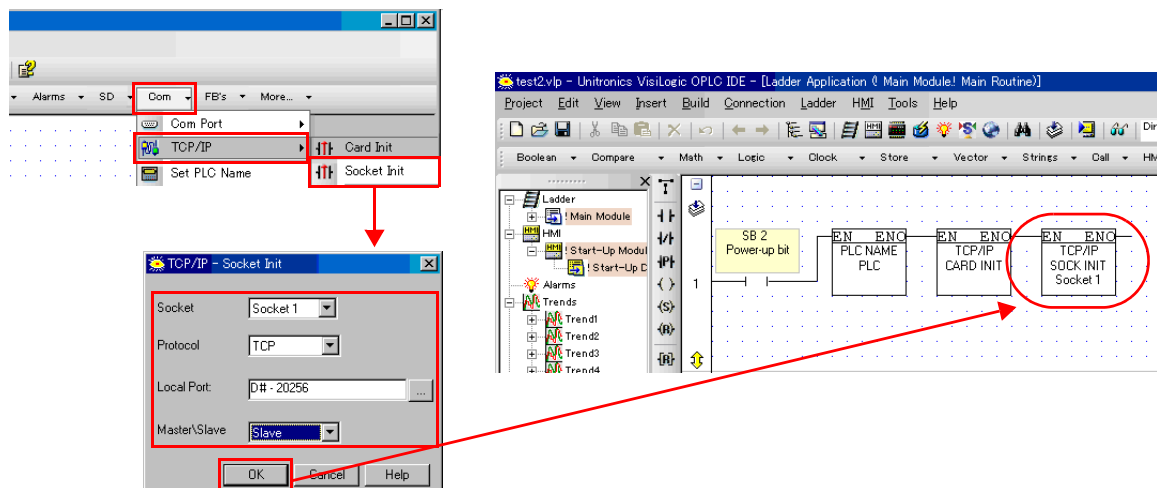 Alarms SD Com FB's More...
Com Port
TCP/IP
Card Init
Set PLC Name
Socket Init
TCP/IP - Socket Init
Socket Socket 1
Protocol TCP
Local Port: D# - 20256 ...
Master\Slave Slave
OK Cancel Help
test2.vlp - Unitronics VisiLogic OPLC IDE - [Ladder Application (! Main Module! Main Routine)]
Project Edit View Insert Build Connection Ladder HMI Tools Help
Dir
Boolean Compare Math Logic Clock Store Vector Strings Call HM
Ladder
! Main Module
HMI
! Start-Up Modul
! Start-Up D
Alarms
Trends
Trend1
Trend2
Trend3
Trend4
1
SB 2
Power-up bit
EN ENO
PLC NAME
PLC
EN ENO
TCP/IP
CARD INIT
EN ENO
TCP/IP
SOCK INIT
Socket 1